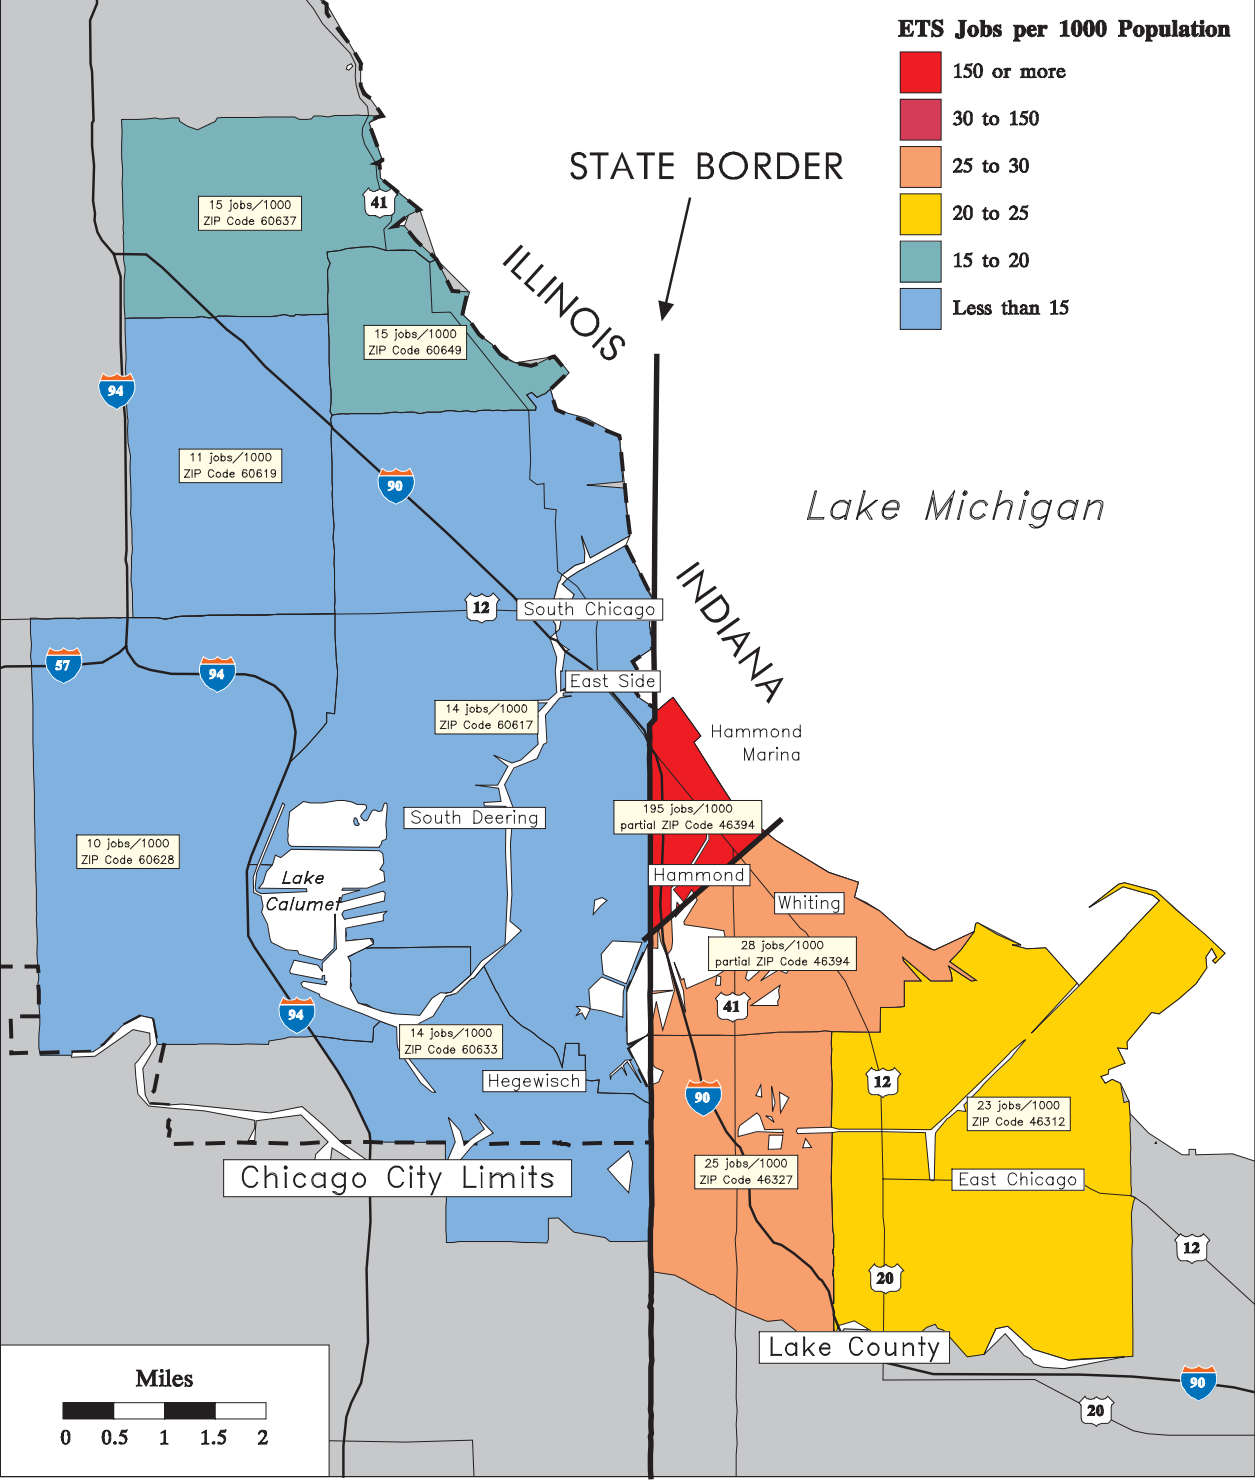 ETS Jobs per 1000 Population
150 or more
30 to 150
25 to 30
20 to 25
15 to 20
Less than 15
STATE BORDER
ILLINOIS
INDIANA
Lake Michigan
15 jobs/1000
ZIP Code 60637
41
15 jobs/1000
ZIP Code 60649
94
11 jobs/1000
ZIP Code 60619
90
12
South Chicago
57
94
East Side
14 jobs/1000
ZIP Code 60617
Hammond
Marina
195 jobs/1000
partial ZIP Code 46394
South Deering
10 jobs/1000
ZIP Code 60628
Lake
Calumet
Hammond
Whiting
28 jobs/1000
partial ZIP Code 46394
41
94
14 jobs/1000
ZIP Code 60633
Hegewisch
12
90
23 jobs/1000
ZIP Code 46312
25 jobs/1000
ZIP Code 46327
Chicago City Limits
East Chicago
12
20
Lake County
90
20
Miles
0 0.5 1 1.5 2